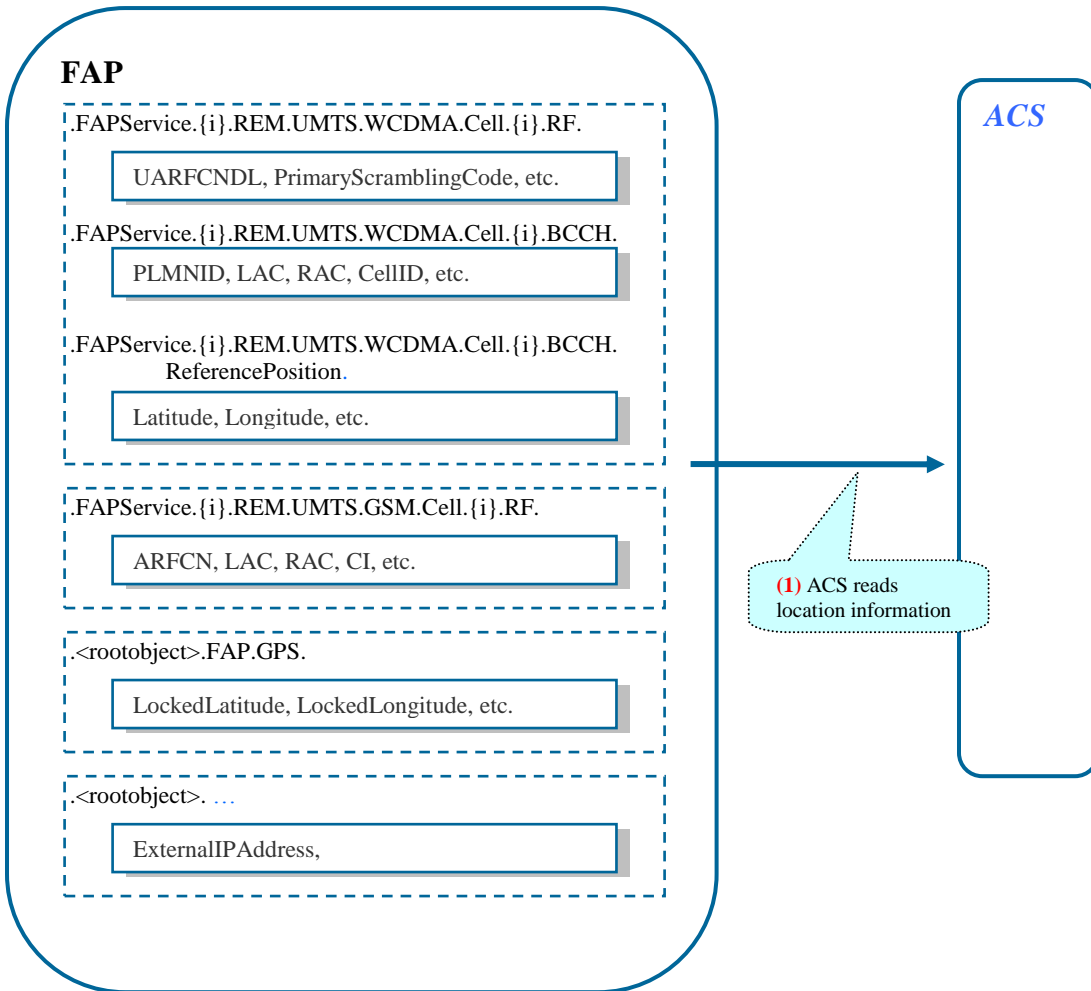 FAP
.FAPService.{i}.REM.UMTS.WCDMA.Cell.{i}.RF.
UARFCNDL, PrimaryScramblingCode, etc.
.FAPService.{i}.REM.UMTS.WCDMA.Cell.{i}.BCCH.
PLMNID, LAC, RAC, CellID, etc.
.FAPService.{i}.REM.UMTS.WCDMA.Cell.{i}.BCCH.
ReferencePosition.
Latitude, Longitude, etc.
.FAPService.{i}.REM.UMTS.GSM.Cell.{i}.RF.
ARFCN, LAC, RAC, CI, etc.
.<rootobject>.FAP.GPS.
LockedLatitude, LockedLongitude, etc.
.<rootobject>. …
ExternalIPAddress,
(1) ACS reads
location information
ACS